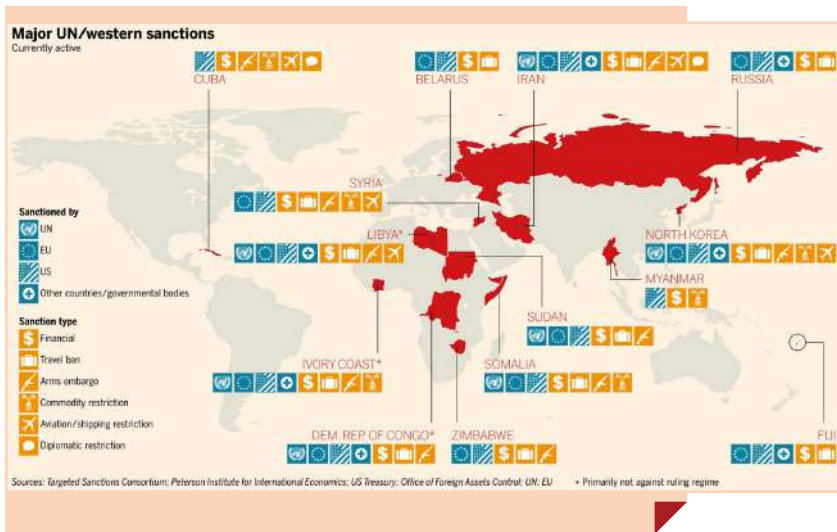 Major UN/western sanctions
Currently active
CUBA
BELARUS
IRAN
RUSSIA
SYRIA
LIBYA*
NORTH KOREA
MYANMAR
SUDAN
IVORY COAST*
SOMALIA
DEM. REP OF CONGO*
ZIMBABWE
FIJI
Sanctioned by
UN
EU
US
Other countries/governmental bodies
Sanction type
Financial
Travel ban
Arms embargo
Commodity restriction
Aviation/shipping restriction
Diplomatic restriction
Sources: Targeted Sanctions Consortium; Peterson Institute for International Economics; US Treasury; Office of Foreign Assets Control; UN; EU
* Primarily not against ruling regime